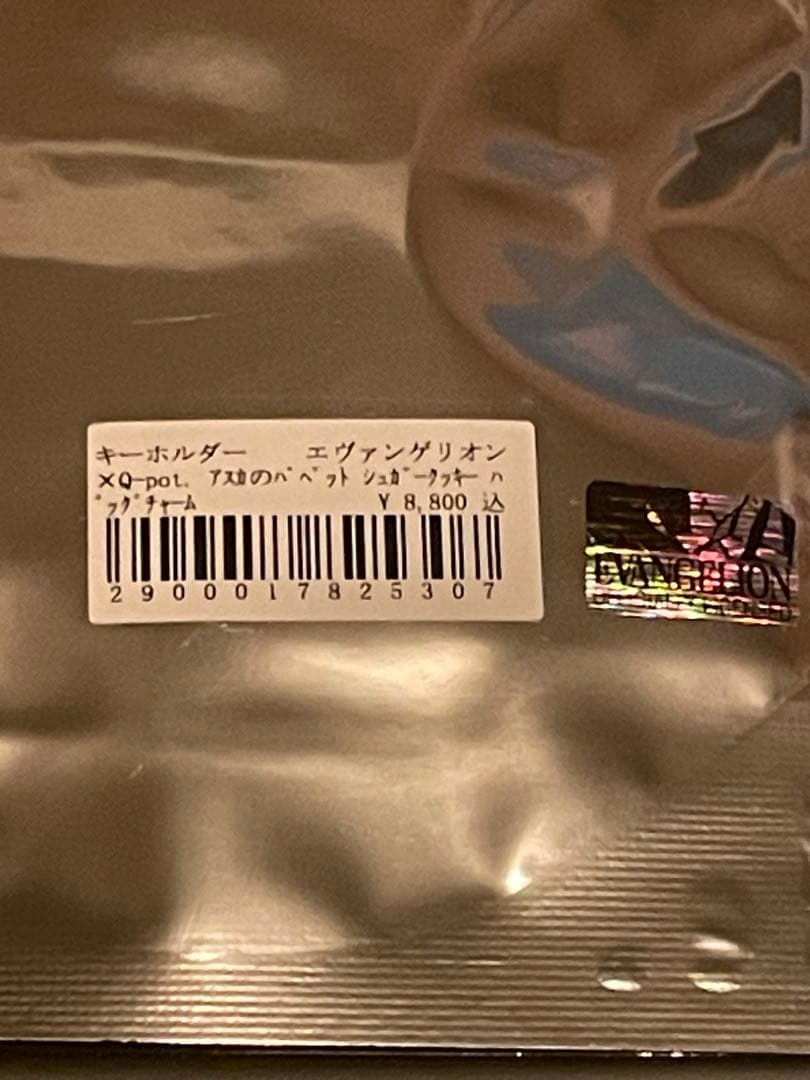 キーホルダー エヴァンゲリオン
×Q-pot. ｱｽｶのﾊﾟﾍﾟｯﾄ ｼｭｶﾞｰｸｯｷｰ ﾊ
ﾞｯｸﾞﾁｬｰﾑ ¥ 8,800 込
2900017825307
EVANGELION